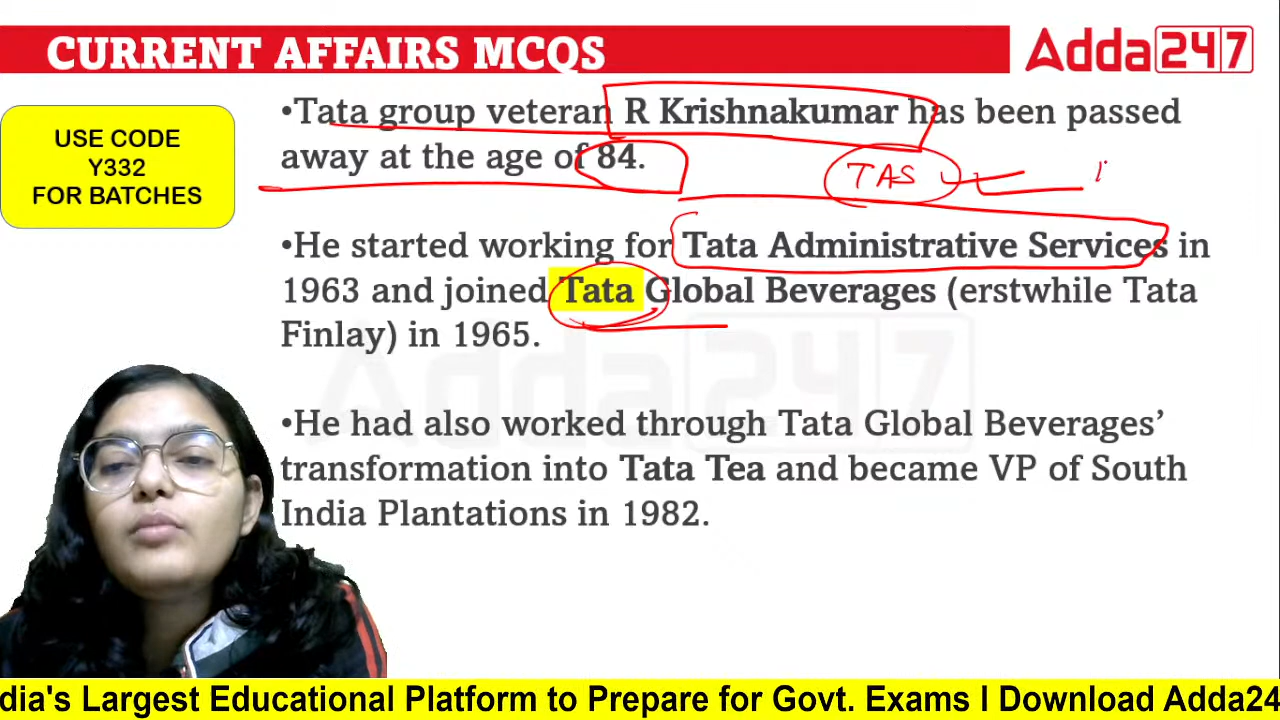 CURRENT AFFAIRS MCQS
Adda247
USE CODE
Y332
FOR BATCHES
•Tata group veteran R Krishnakumar has been passed
away at the age of 84.
TAS
•He started working for Tata Administrative Services in
1963 and joined Tata Global Beverages (erstwhile Tata
Finlay) in 1965.
Adda247
•He had also worked through Tata Global Beverages’
transformation into Tata Tea and became VP of South
India Plantations in 1982.
dia's Largest Educational Platform to Prepare for Govt. Exams I Download Adda24